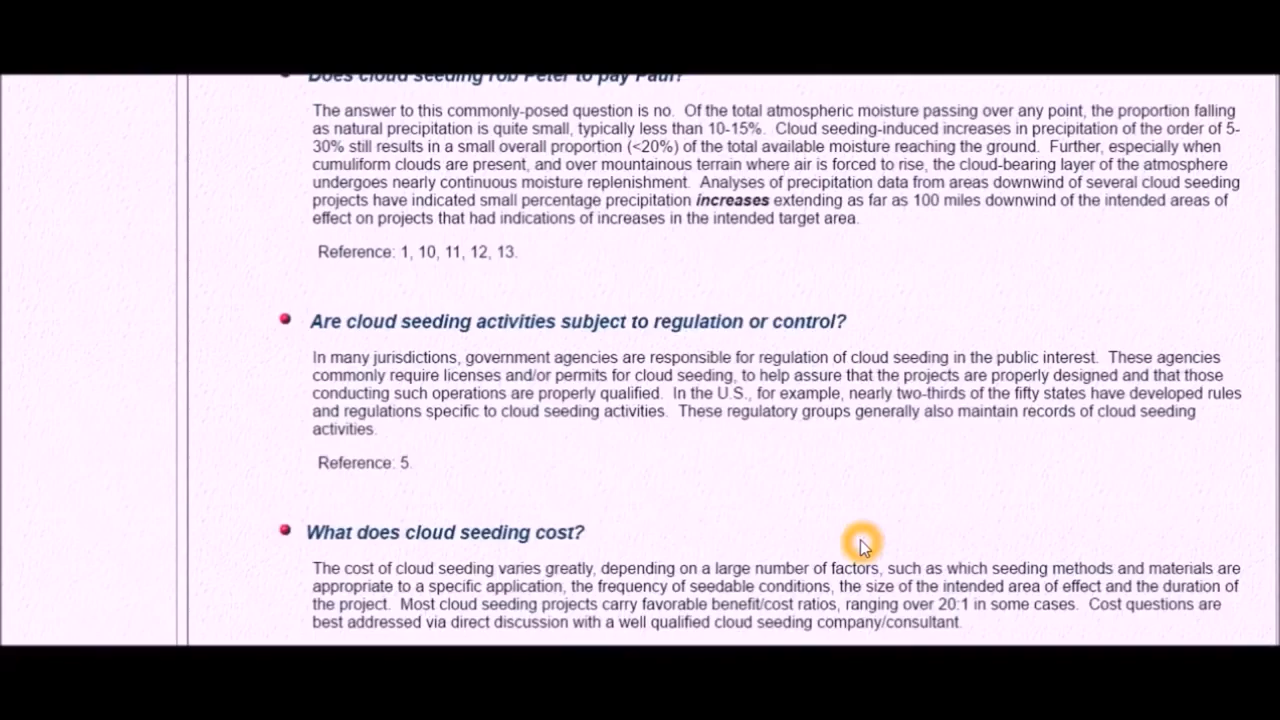 Does cloud seeding rob Peter to pay Paul?
The answer to this commonly-posed question is no.  Of the total atmospheric moisture passing over any point, the proportion falling
as natural precipitation is quite small, typically less than 10-15%.  Cloud seeding-induced increases in precipitation of the order of 5-
30% still results in a small overall proportion (<20%) of the total available moisture reaching the ground.  Further, especially when
cumuliform clouds are present, and over mountainous terrain where air is forced to rise, the cloud-bearing layer of the atmosphere
undergoes nearly continuous moisture replenishment.  Analyses of precipitation data from areas downwind of several cloud seeding
projects have indicated small percentage precipitation increases extending as far as 100 miles downwind of the intended areas of
effect on projects that had indications of increases in the intended target area.
Reference: 1, 10, 11, 12, 13.
Are cloud seeding activities subject to regulation or control?
In many jurisdictions, government agencies are responsible for regulation of cloud seeding in the public interest.  These agencies
commonly require licenses and/or permits for cloud seeding, to help assure that the projects are properly designed and that those
conducting such operations are properly qualified.  In the U.S., for example, nearly two-thirds of the fifty states have developed rules
and regulations specific to cloud seeding activities.  These regulatory groups generally also maintain records of cloud seeding
activities.
Reference: 5.
What does cloud seeding cost?
The cost of cloud seeding varies greatly, depending on a large number of factors, such as which seeding methods and materials are
appropriate to a specific application, the frequency of seedable conditions, the size of the intended area of effect and the duration of
the project.  Most cloud seeding projects carry favorable benefit/cost ratios, ranging over 20:1 in some cases.  Cost questions are
best addressed via direct discussion with a well qualified cloud seeding company/consultant.